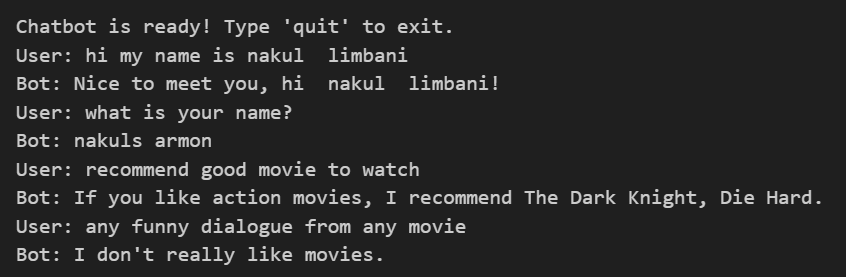 Chatbot is ready! Type 'quit' to exit.
User: hi my name is nakul  limbani
Bot: Nice to meet you, hi  nakul  limbani!
User: what is your name?
Bot: nakuls armon
User: recommend good movie to watch
Bot: If you like action movies, I recommend The Dark Knight, Die Hard.
User: any funny dialogue from any movie
Bot: I don't really like movies.